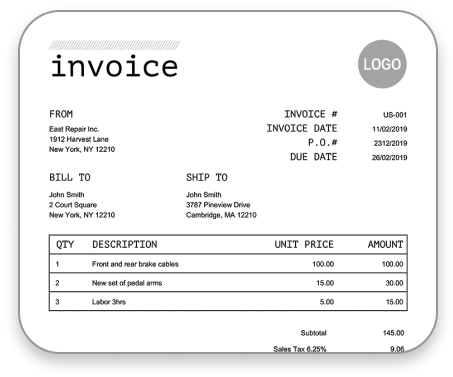 invoice
LOGO
FROM
East Repair Inc.
1912 Harvest Lane
New York, NY 12210
INVOICE # US-001
INVOICE DATE 11/02/2019
P.O.# 2312/2019
DUE DATE 26/02/2019
BILL TO
John Smith
2 Court Square
New York, NY 12210
SHIP TO
John Smith
3787 Pineview Drive
Cambridge, MA 12210
QTY DESCRIPTION UNIT PRICE AMOUNT
1 Front and rear brake cables 100.00 100.00
2 New set of pedal arms 15.00 30.00
3 Labor 3hrs 5.00 15.00
Subtotal 145.00
Sales Tax 6.25% 9.06